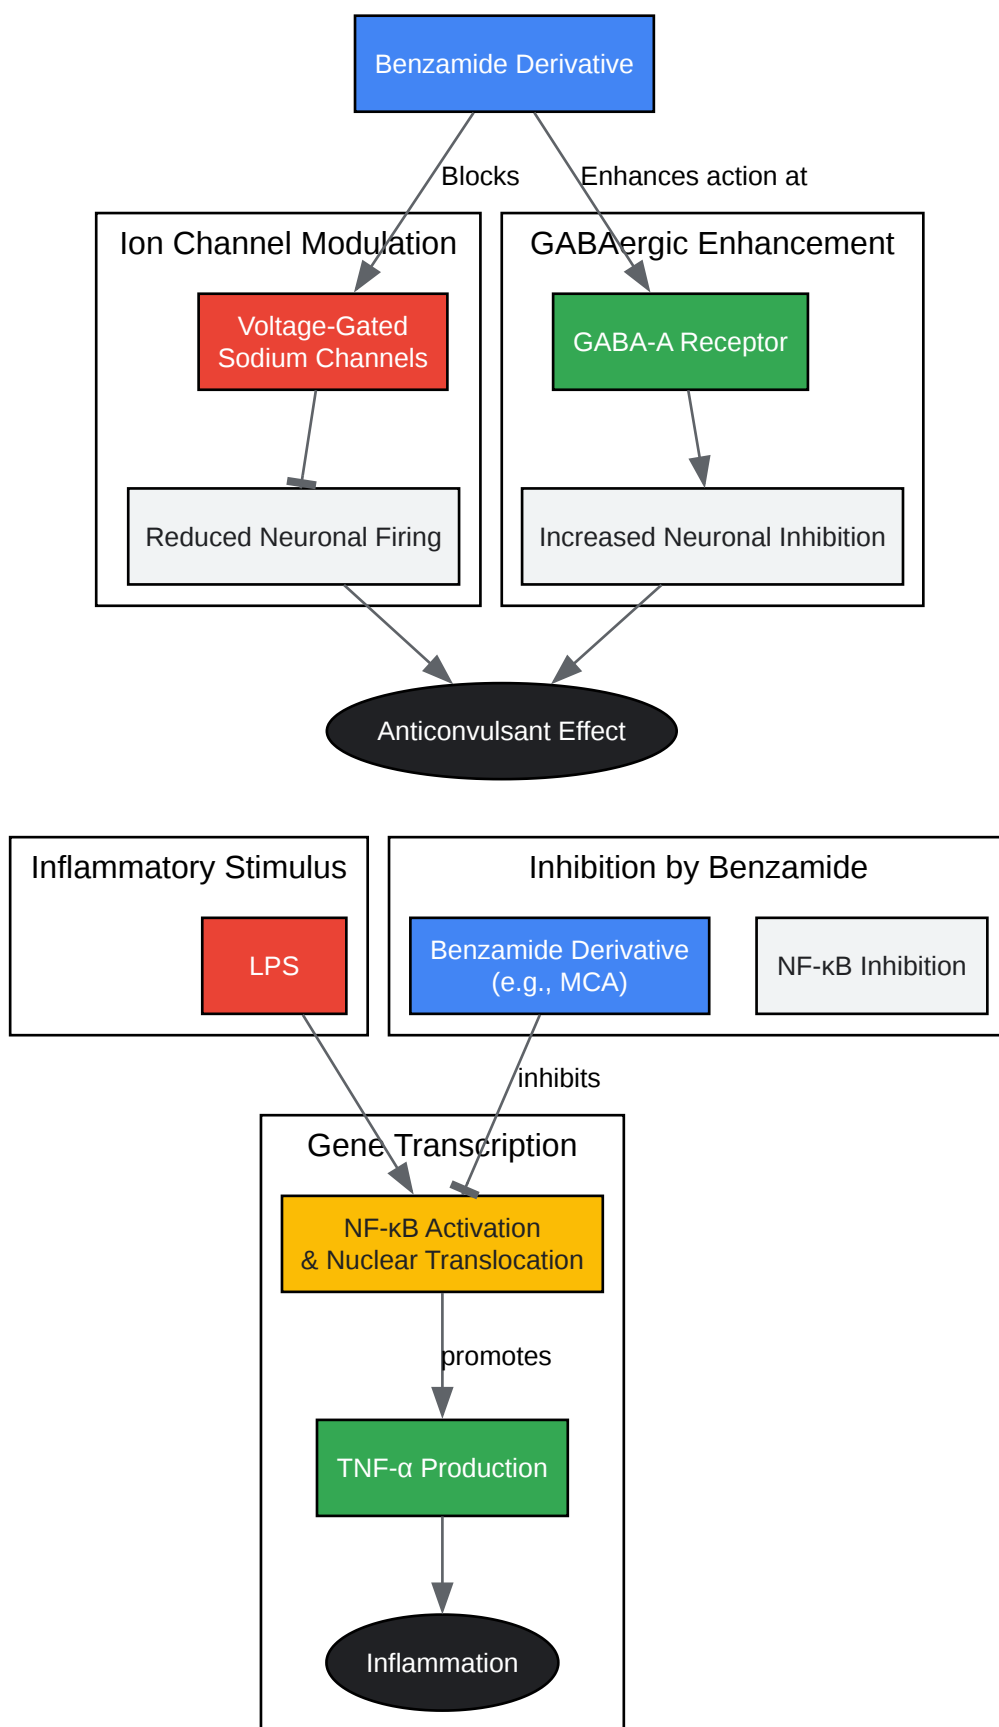 Benzamide Derivative
Blocks
Enhances action at
Ion Channel Modulation
GABAergic Enhancement
Voltage-Gated
Sodium Channels
GABA-A Receptor
Reduced Neuronal Firing
Increased Neuronal Inhibition
Anticonvulsant Effect
Inflammatory Stimulus
Inhibition by Benzamide
LPS
Benzamide Derivative
(e.g., MCA)
NF-κB Inhibition
inhibits
Gene Transcription
NF-κB Activation
& Nuclear Translocation
promotes
TNF-α Production
Inflammation